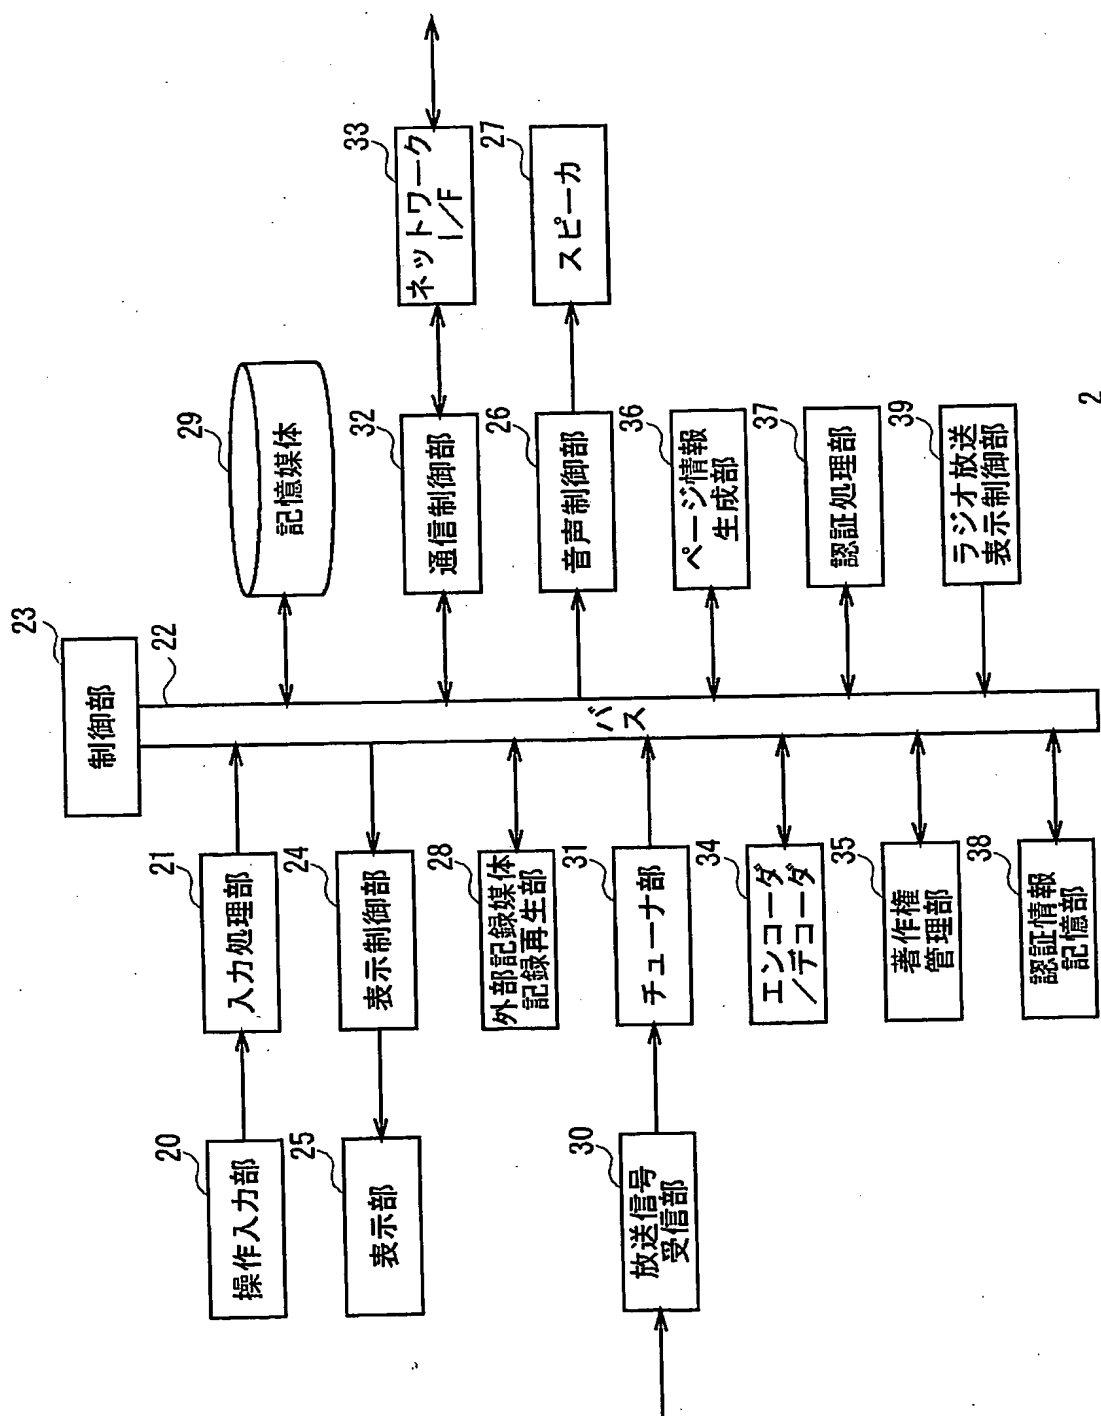 23
制御部
22
バス
20
操作入力部
21
入力処理部
25
表示部
24
表示制御部
28
外部記録媒体
記録再生部
30
放送信号
受信部
31
チューナ部
34
エンコーダ
/デコーダ
35
著作権
管理部
38
認証情報
記憶部
29
記憶媒体
32
通信制御部
33
ネットワーク
I/F
26
音声制御部
27
スピーカ
36
ページ情報
生成部
37
認証処理部
39
ラジオ放送
表示制御部
2